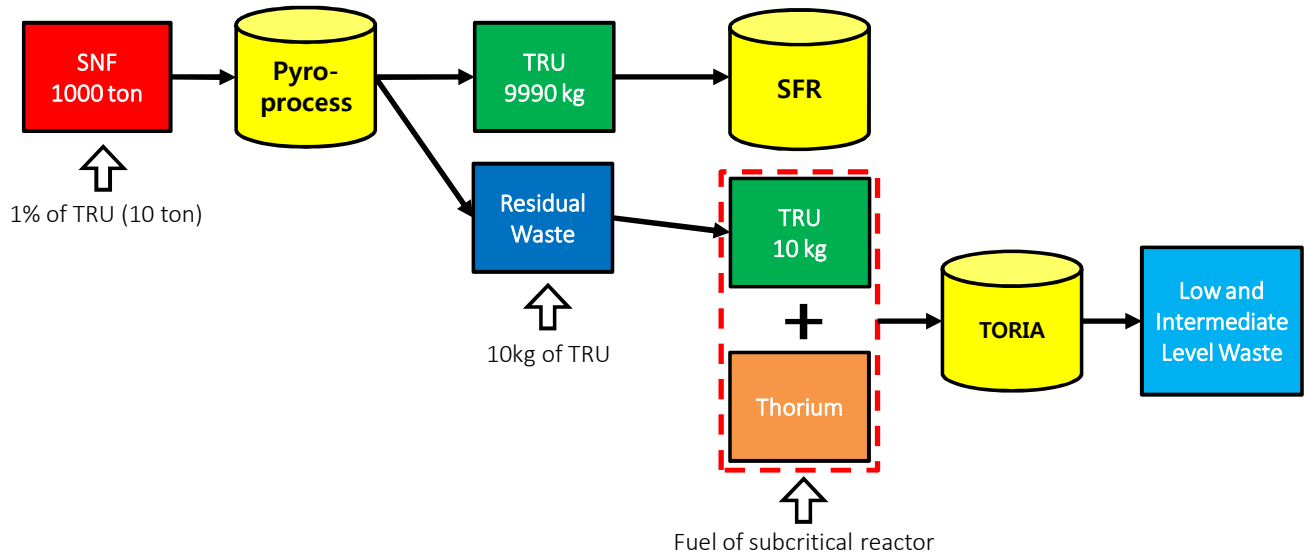 SNF
1000 ton
Pyro-
process
TRU
9990 kg
SFR
1% of TRU (10 ton)
Residual
Waste
TRU
10 kg
+
10kg of TRU
Thorium
TORIA
Low and
Intermediate
Level Waste
Fuel of subcritical reactor